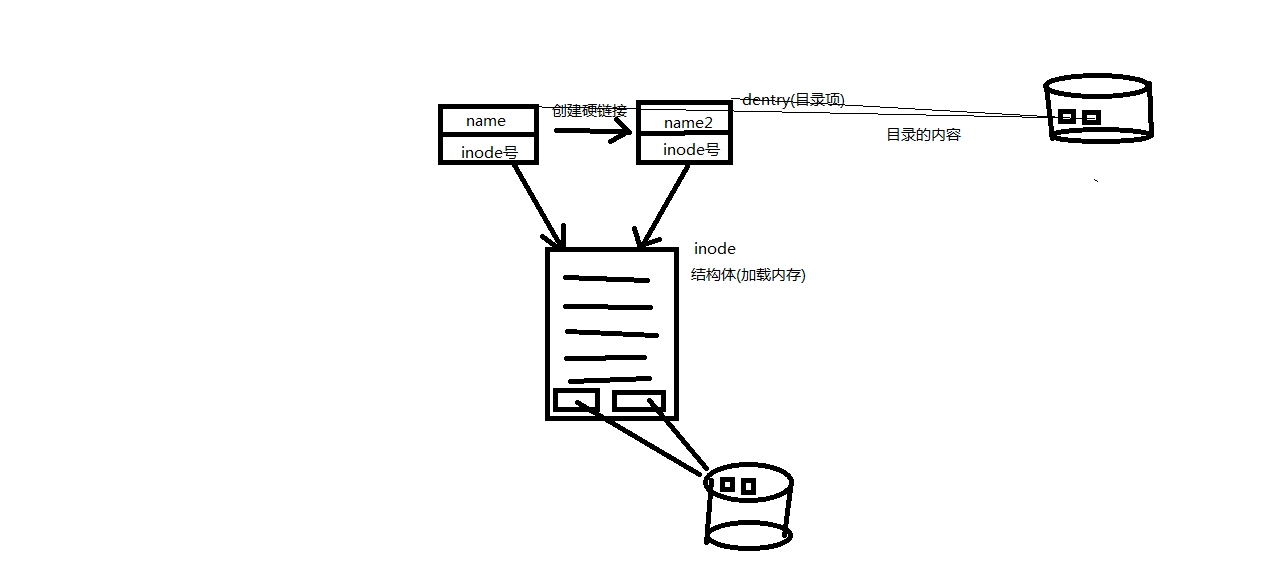 创建硬链接
dentry(目录项)
name
name2
目录的内容
inode号
inode号
inode
结构体(加载内存)